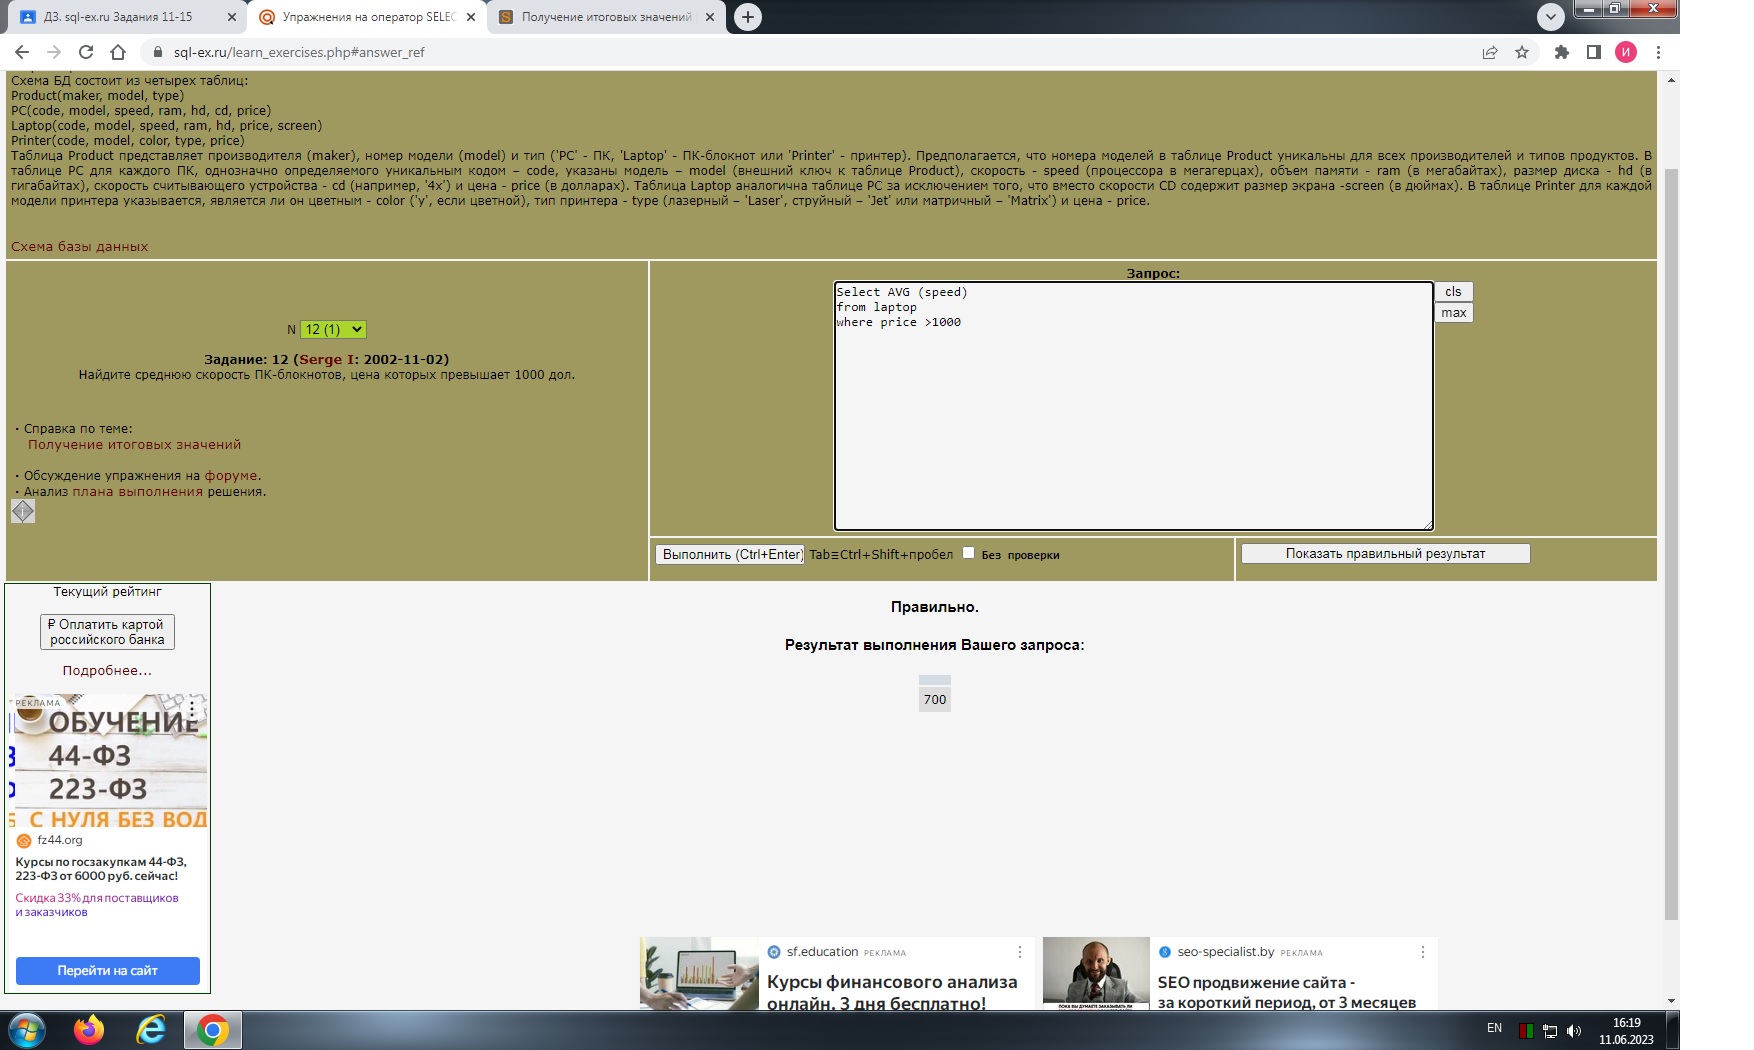 ДЗ. sql-ex.ru Задания 11-15
Упражнения на оператор SELEC
Получение итоговых значений
sql-ex.ru/learn_exercises.php#answer_ref
И
Схема БД состоит из четырех таблиц:
Product(maker, model, type)
PC(code, model, speed, ram, hd, cd, price)
Laptop(code, model, speed, ram, hd, price, screen)
Printer(code, model, color, type, price)
Таблица Product представляет производителя (maker), номер модели (model) и тип ('PC' - ПК, 'Laptop' - ПК-блокнот или 'Printer' - принтер). Предполагается, что номера моделей в таблице Product уникальны для всех производителей и типов продуктов. В
таблице PC для каждого ПК, однозначно определяемого уникальным кодом – code, указаны модель – model (внешний ключ к таблице Product), скорость - speed (процессора в мегагерцах), объем памяти - ram (в мегабайтах), размер диска - hd (в
гигабайтах), скорость считывающего устройства - cd (например, '4x') и цена - price (в долларах). Таблица Laptop аналогична таблице РС за исключением того, что вместо скорости CD содержит размер экрана -screen (в дюймах). В таблице Printer для каждой
модели принтера указывается, является ли он цветным - color ('y', если цветной), тип принтера - type (лазерный – 'Laser', струйный – 'Jet' или матричный – 'Matrix') и цена - price.
Схема базы данных
N 12 (1)
Задание: 12 (Serge I: 2002-11-02)
Найдите среднюю скорость ПК-блокнотов, цена которых превышает 1000 дол.
· Справка по теме:
Получение итоговых значений
· Обсуждение упражнения на форуме.
· Анализ плана выполнения решения.
Запрос:
Select AVG (speed)
from laptop
where price >1000
cls
max
Выполнить (Ctrl+Enter) Tab≡Ctrl+Shift+пробел Без проверки
Показать правильный результат
Правильно.
Результат выполнения Вашего запроса:
700
Текущий рейтинг
₽ Оплатить картой
российского банка
Подробнее...
РЕКЛАМА
ОБУЧЕНИЕ
44-ФЗ
223-ФЗ
С НУЛЯ БЕЗ ВОД
fz44.org
Курсы по госзакупкам 44-ФЗ,
223-ФЗ от 6000 руб. сейчас!
Скидка 33% для поставщиков
и заказчиков
Перейти на сайт
sf.education РЕКЛАМА
Курсы финансового анализа
онлайн. 3 дня бесплатно!
seo-specialist.by РЕКЛАМА
SEO продвижение сайта -
за короткий период, от 3 месяцев
EN
16:19
11.06.2023